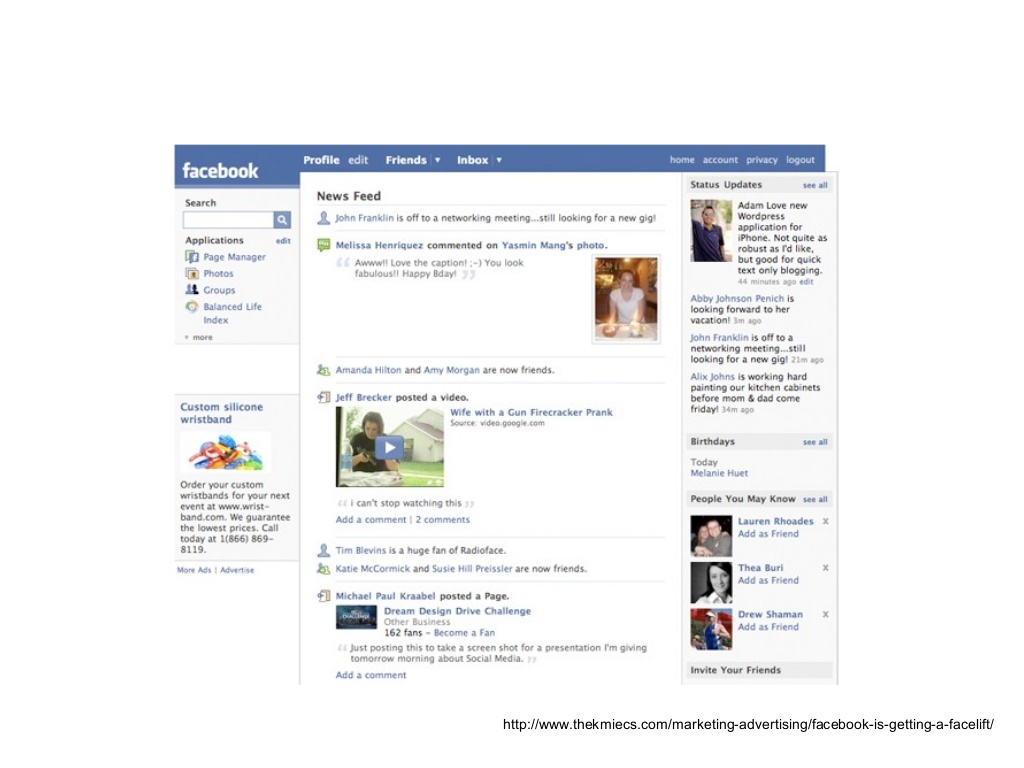 facebook
Profile edit Friends Inbox
home account privacy logout
Search
Applications edit
Page Manager
Photos
Groups
Balanced Life
Index
more
Custom silicone
wristband
Order your custom
wristbands for your next
event at www.wrist-
band.com. We guarantee
the lowest prices. Call
today at 1(866) 869-
8119.
More Ads | Advertise
News Feed
John Franklin is off to a networking meeting...still looking for a new gig!
Melissa Henriquez commented on Yasmin Mang's photo.
“ Awww!! Love the caption! ;-) You look
fabulous!! Happy Bday! ”
Amanda Hilton and Amy Morgan are now friends.
Jeff Brecker posted a video.
Wife with a Gun Firecracker Prank
Source: video.google.com
“ i can't stop watching this ”
Add a comment | 2 comments
Tim Blevins is a huge fan of Radioface.
Katie McCormick and Susie Hill Preissler are now friends.
Michael Paul Kraabel posted a Page.
CHALLENGE
Dream Design Drive Challenge
Other Business
162 fans - Become a Fan
“ Just posting this to take a screen shot for a presentation I'm giving
tomorrow morning about Social Media. ”
Add a comment
Status Updates see all
Adam Love new
Wordpress
application for
iPhone. Not quite as
robust as I'd like,
but good for quick
text only blogging.
44 minutes ago edit
Abby Johnson Penich is
looking forward to her
vacation! 3m ago
John Franklin is off to a
networking meeting...still
looking for a new gig! 21m ago
Alix Johns is working hard
painting our kitchen cabinets
before mom & dad come
friday! 34m ago
Birthdays see all
Today
Melanie Huet
People You May Know see all
Lauren Rhoades x
Add as Friend
Thea Buri x
Add as Friend
Drew Shaman x
Add as Friend
Invite Your Friends
http://www.thekmiecs.com/marketing-advertising/facebook-is-getting-a-facelift/